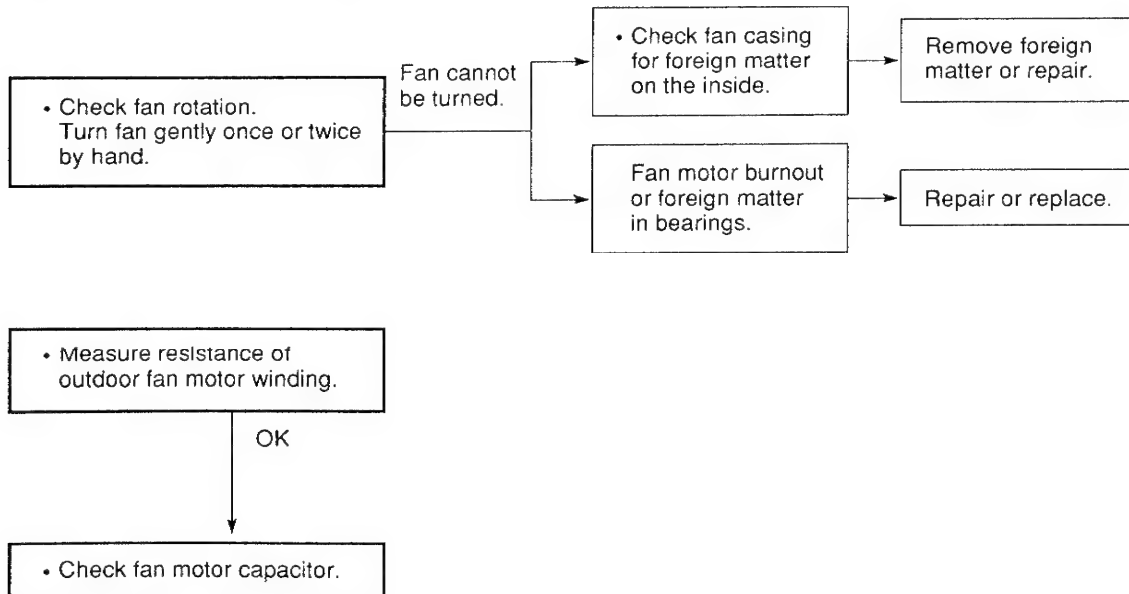 • Check fan rotation.
Turn fan gently once or twice
by hand.
Fan cannot
be turned.
• Check fan casing
for foreign matter
on the inside.
Remove foreign
matter or repair.
Fan motor burnout
or foreign matter
in bearings.
Repair or replace.
• Measure resistance of
outdoor fan motor winding.
OK
• Check fan motor capacitor.